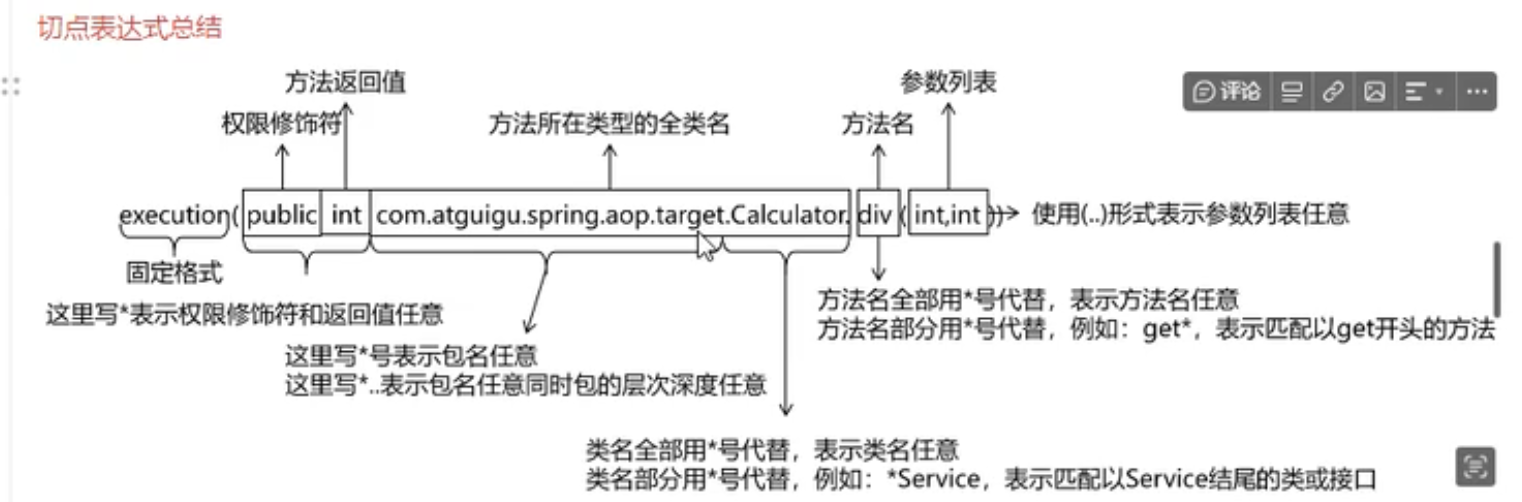 切点表达式总结
方法返回值
参数列表
评论
权限修饰符
方法所在类型的全类名
方法名
execution( public int com.atguigu.spring.aop.target.Calculator. div ( int,int ))
使用(..)形式表示参数列表任意
固定格式
这里写*表示权限修饰符和返回值任意
方法名全部用*号代替，表示方法名任意
方法名部分用*号代替，例如：get*，表示匹配以get开头的方法
这里写*号表示包名任意
这里写*..表示包名任意同时包的层次深度任意
类名全部用*号代替，表示类名任意
类名部分用*号代替，例如：*Service，表示匹配以Service结尾的类或接口